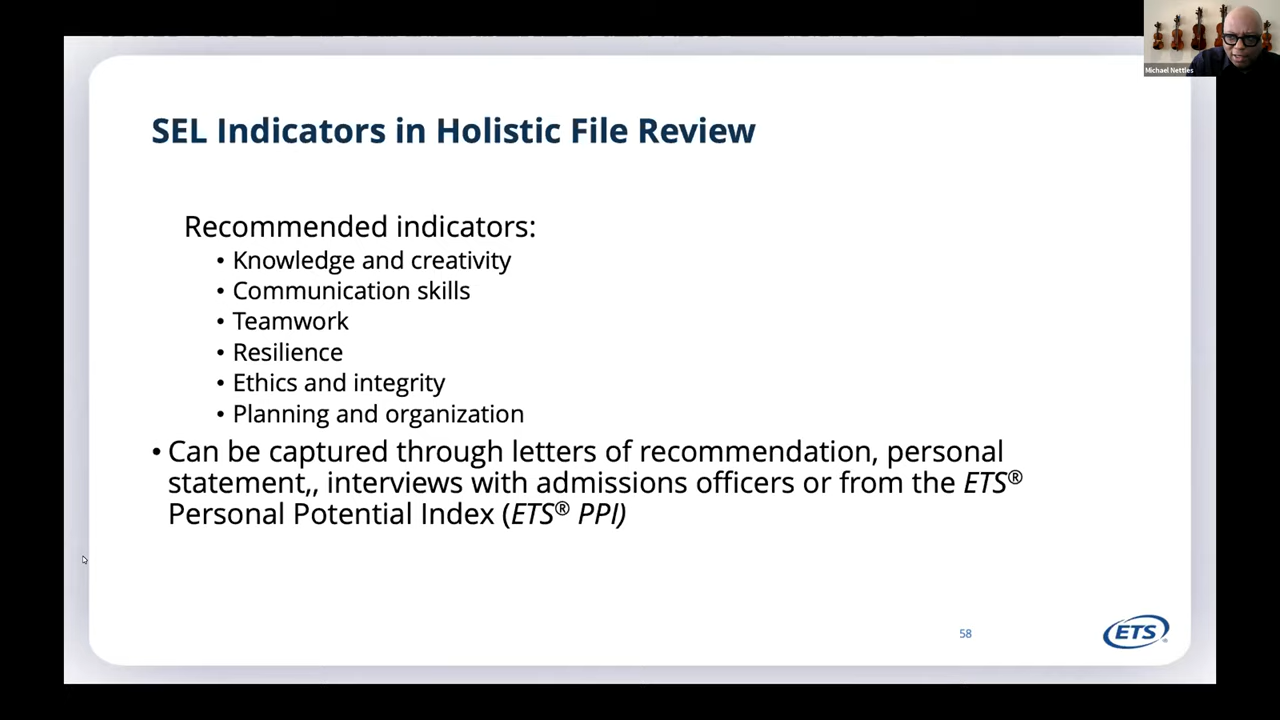 Michael Nettles
SEL Indicators in Holistic File Review
Recommended indicators:
• Knowledge and creativity
• Communication skills
• Teamwork
• Resilience
• Ethics and integrity
• Planning and organization
• Can be captured through letters of recommendation, personal
statement,, interviews with admissions officers or from the ETS®
Personal Potential Index (ETS® PPI)
58
ETS®